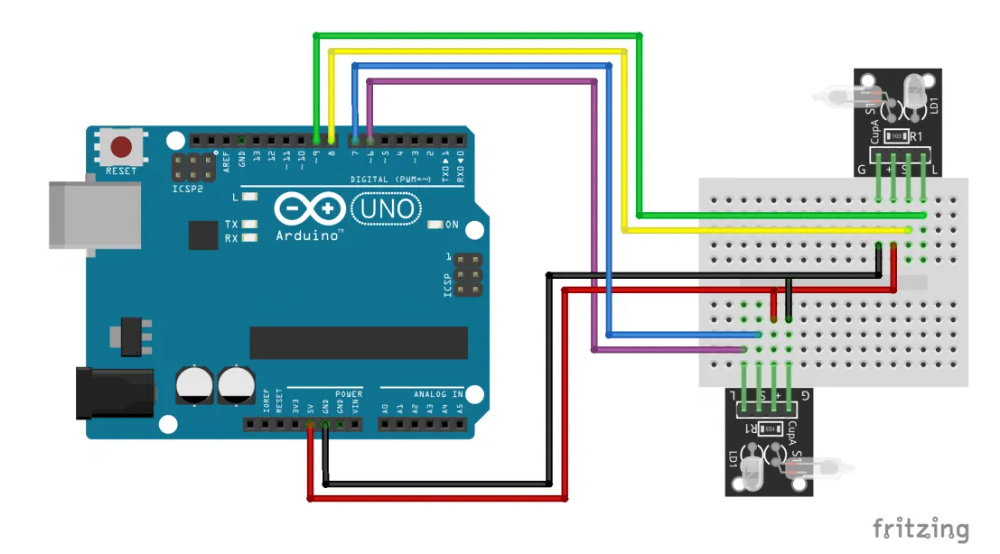 RESET
ICSP2
AREF
GND
13
12
~11
~10
~9
8
7
~6
~5
4
~3
2
TX0 ▶ 1
RX0 ◀ 0
DIGITAL (PWM=~)
L
TX
RX
UNO
Arduino™
ON
1
ICSP
IOREF
RESET
3V3
5V
GND
GND
VIN
POWER
ANALOG IN
A0
A1
A2
A3
A4
A5
S1
LD1
CupA
103
R1
G
+
S
L
L
S
+
G
R1
103
CupA
LD1
S1
fritzing